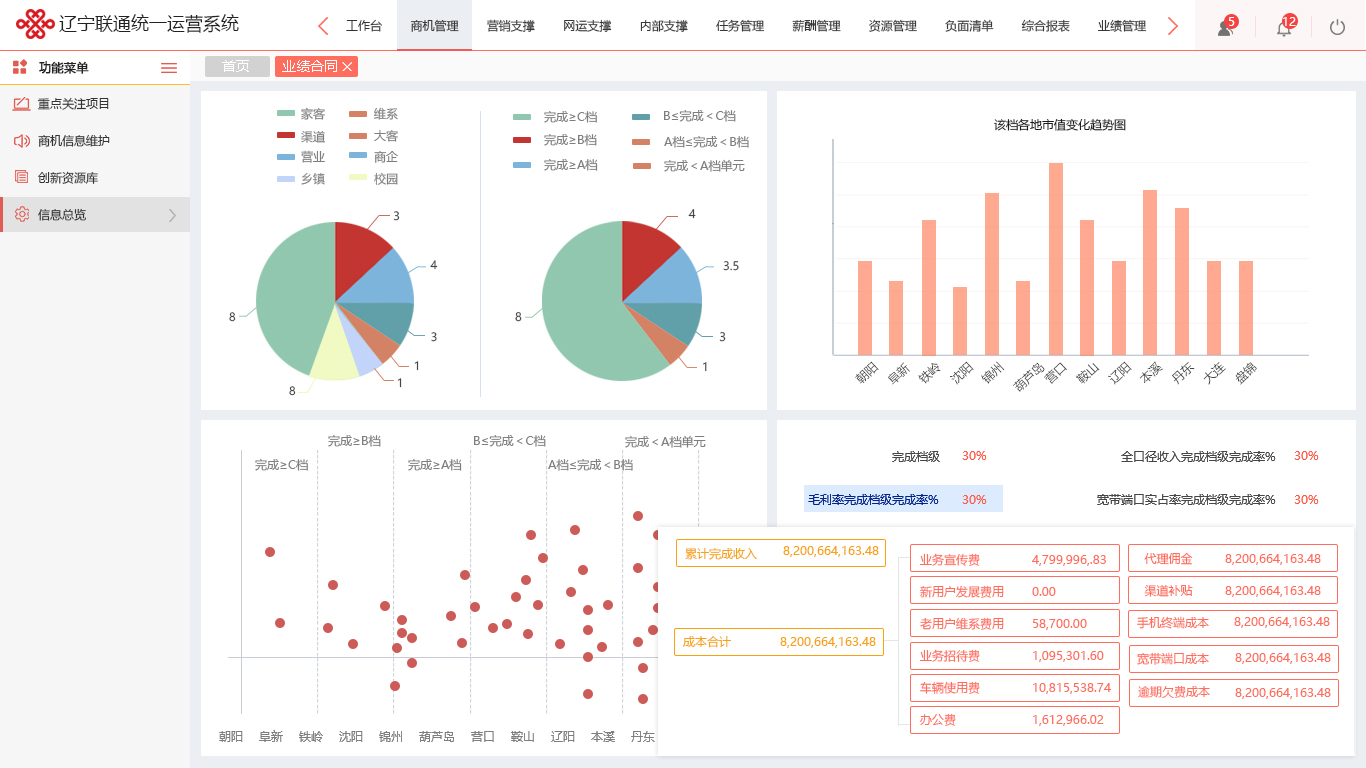 辽宁联通统一运营系统
工作台 商机管理 营销支撑 网运支撑 内部支撑 任务管理 薪酬管理 资源管理 负面清单 综合报表 业绩管理 5 12
功能菜单
首页 业绩合同
重点关注项目
商机信息维护
创新资源库
信息总览
家客 维系
渠道 大客
营业 商企
乡镇 校园
3
4
3
1
1
8
8
完成≥C档 B≤完成＜C档
完成≥B档 A档≤完成＜B档
完成≥A档 完成＜A档单元
4
3.5
3
1
8
该档各地市值变化趋势图
朝阳 阜新 铁岭 沈阳 锦州 葫芦岛 营口 鞍山 辽阳 本溪 丹东 大连 盘锦
完成≥B档 B≤完成＜C档 完成＜A档单元
完成≥C档 完成≥A档 A档≤完成＜B档
朝阳 阜新 铁岭 沈阳 锦州 葫芦岛 营口 鞍山 辽阳 本溪 丹东
完成档级 30% 全口径收入完成档级完成率% 30%
毛利率完成档级完成率% 30% 宽带端口实占率完成档级完成率% 30%
累计完成收入 8,200,664,163.48
成本合计 8,200,664,163.48
业务宣传费 4,799,996,.83
新用户发展费用 0.00
老用户维系费用 58,700.00
业务招待费 1,095,301.60
车辆使用费 10,815,538.74
办公费 1,612,966.02
代理佣金 8,200,664,163.48
渠道补贴 8,200,664,163.48
手机终端成本 8,200,664,163.48
宽带端口成本 8,200,664,163.48
逾期欠费成本 8,200,664,163.48